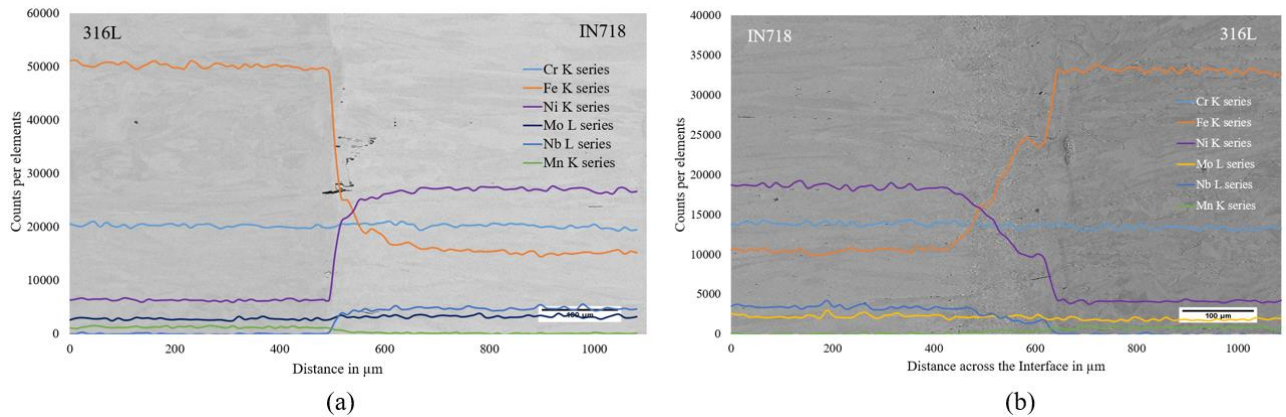 316L
IN718
Cr K series
Fe K series
Ni K series
Mo L series
Nb L series
Mn K series
Counts per elements
60000
50000
40000
30000
20000
10000
0
100 µm
0
200
400
600
800
1000
Distance in µm
(a)
IN718
316L
Cr K series
Fe K series
Ni K series
Mo L series
Nb L series
Mn K series
Counts per elements
40000
35000
30000
25000
20000
15000
10000
5000
0
100 µm
0
200
400
600
800
1000
Distance across the Interface in µm
(b)